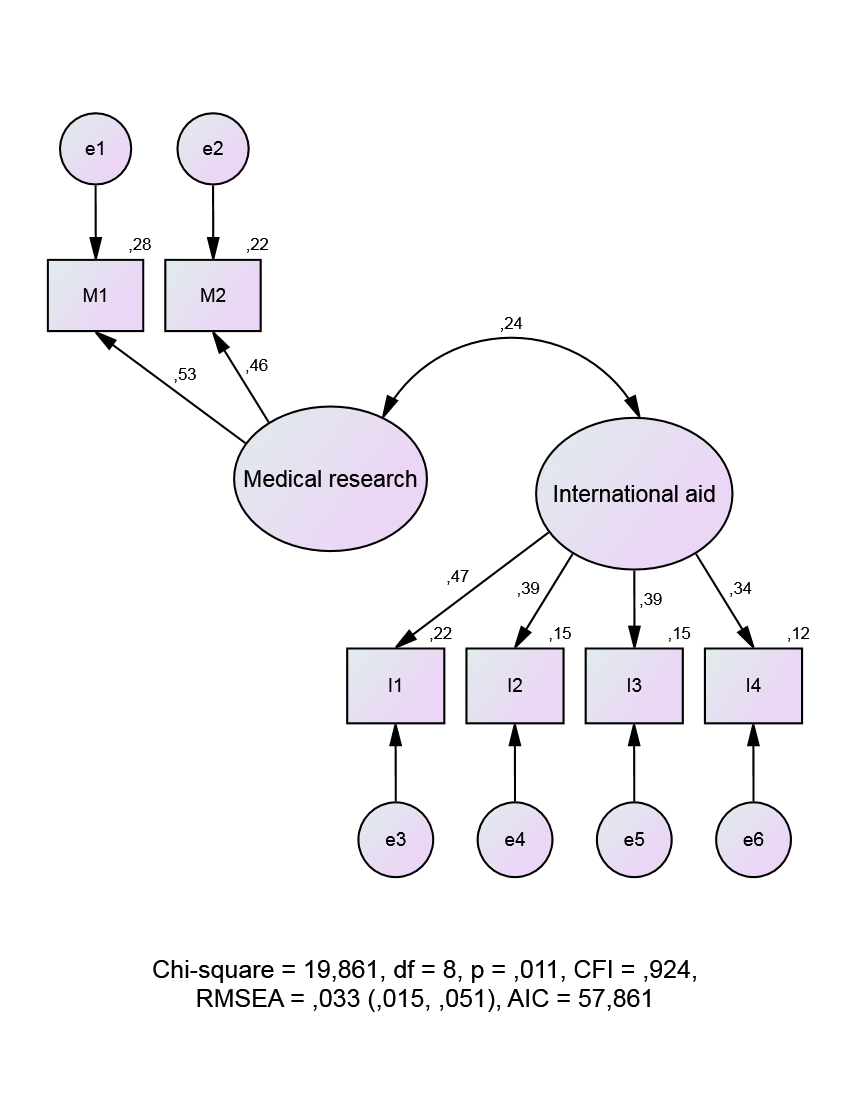 e1
e2
,28
,22
M1
M2
,24
,53
,46
Medical research
International aid
,47
,39
,39
,34
,22
,15
,15
,12
I1
I2
I3
I4
e3
e4
e5
e6
Chi-square = 19,861, df = 8, p = ,011, CFI = ,924,
RMSEA = ,033 (,015, ,051), AIC = 57,861